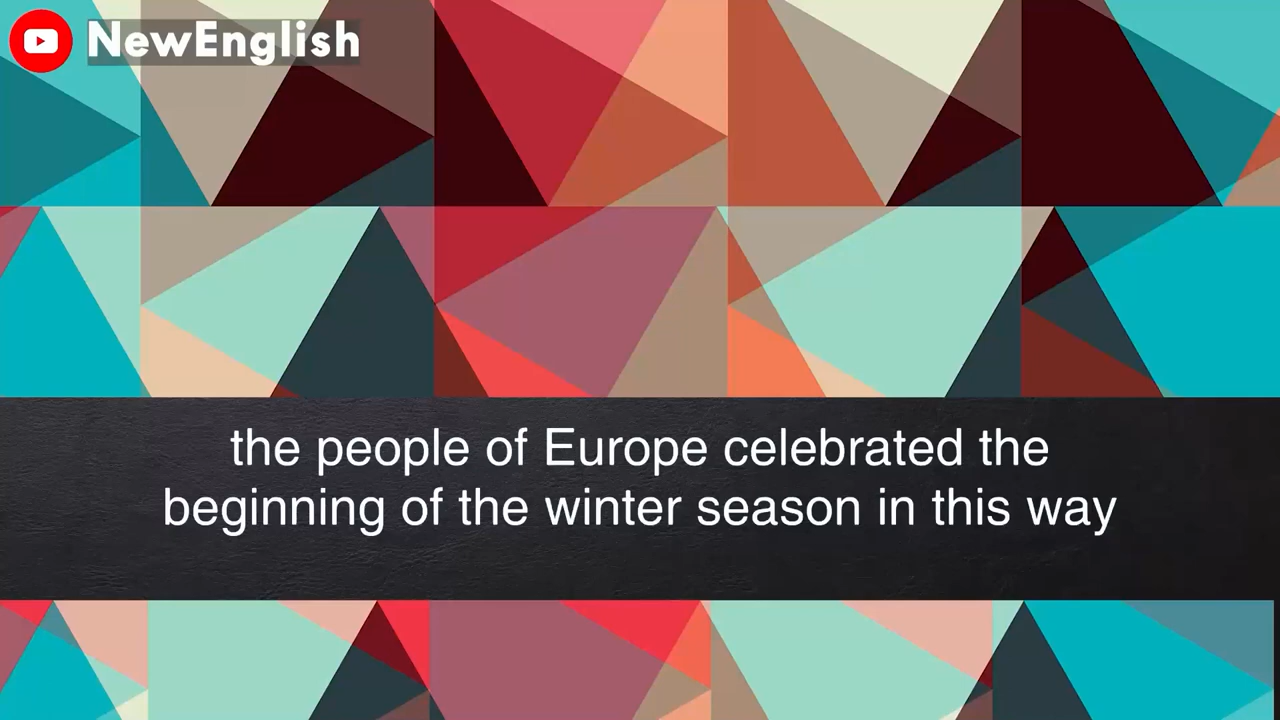 NewEnglish
the people of Europe celebrated the
beginning of the winter season in this way